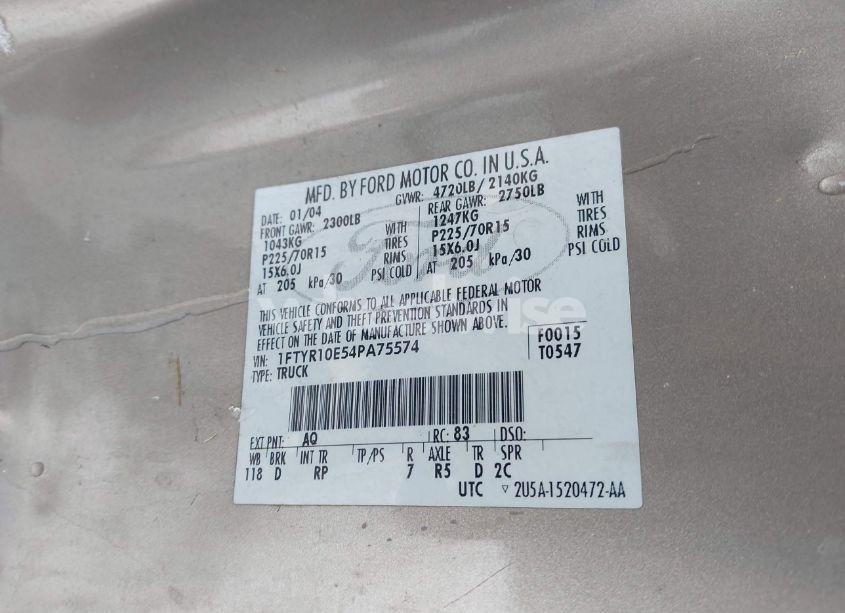 MFD. BY FORD MOTOR CO. IN U.S.A.
DATE: 01/04 GVWR: 4720LB/ 2140KG
FRONT GAWR: 2300LB REAR GAWR: 2750LB
1043KG WITH 1247KG WITH
P225/70R15 TIRES P225/70R15 TIRES
15X6.0J RIMS 15X6.0J RIMS
AT 205 kPa/30 PSI COLD AT 205 kPa/30 PSI COLD
THIS VEHICLE CONFORMS TO ALL APPLICABLE FEDERAL MOTOR
VEHICLE SAFETY AND THEFT PREVENTION STANDARDS IN
EFFECT ON THE DATE OF MANUFACTURE SHOWN ABOVE.
VIN: 1FTYR10E54PA75574 F0015
TYPE: TRUCK T0547
EXT PNT: AQ RC: 83 DSO:
WB BRK INT TR TP/PS R AXLE TR SPR
118 D RP 7 R5 D 2C
UTC ▽ 2U5A-1520472-AA